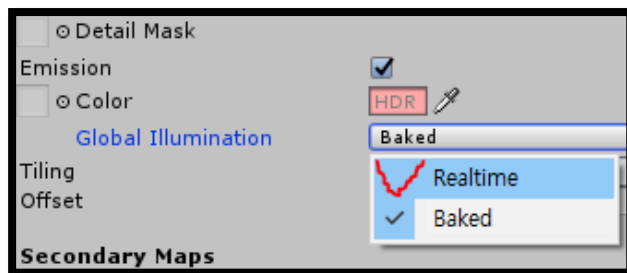 Detail Mask
Emission
Color HDR
Global Illumination Baked
Tiling Realtime
Offset Baked
Secondary Maps